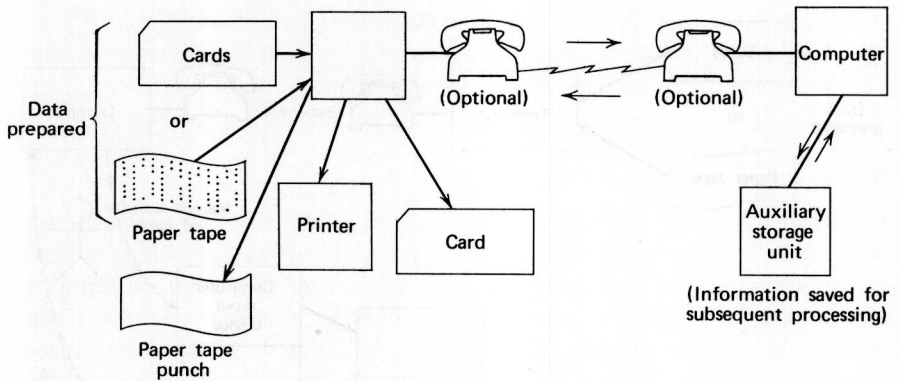 Cards
Computer
(Optional)
(Optional)
Data
prepared
or
Paper tape
Printer
Card
Auxiliary
storage
unit
(Information saved for
subsequent processing)
Paper tape
punch